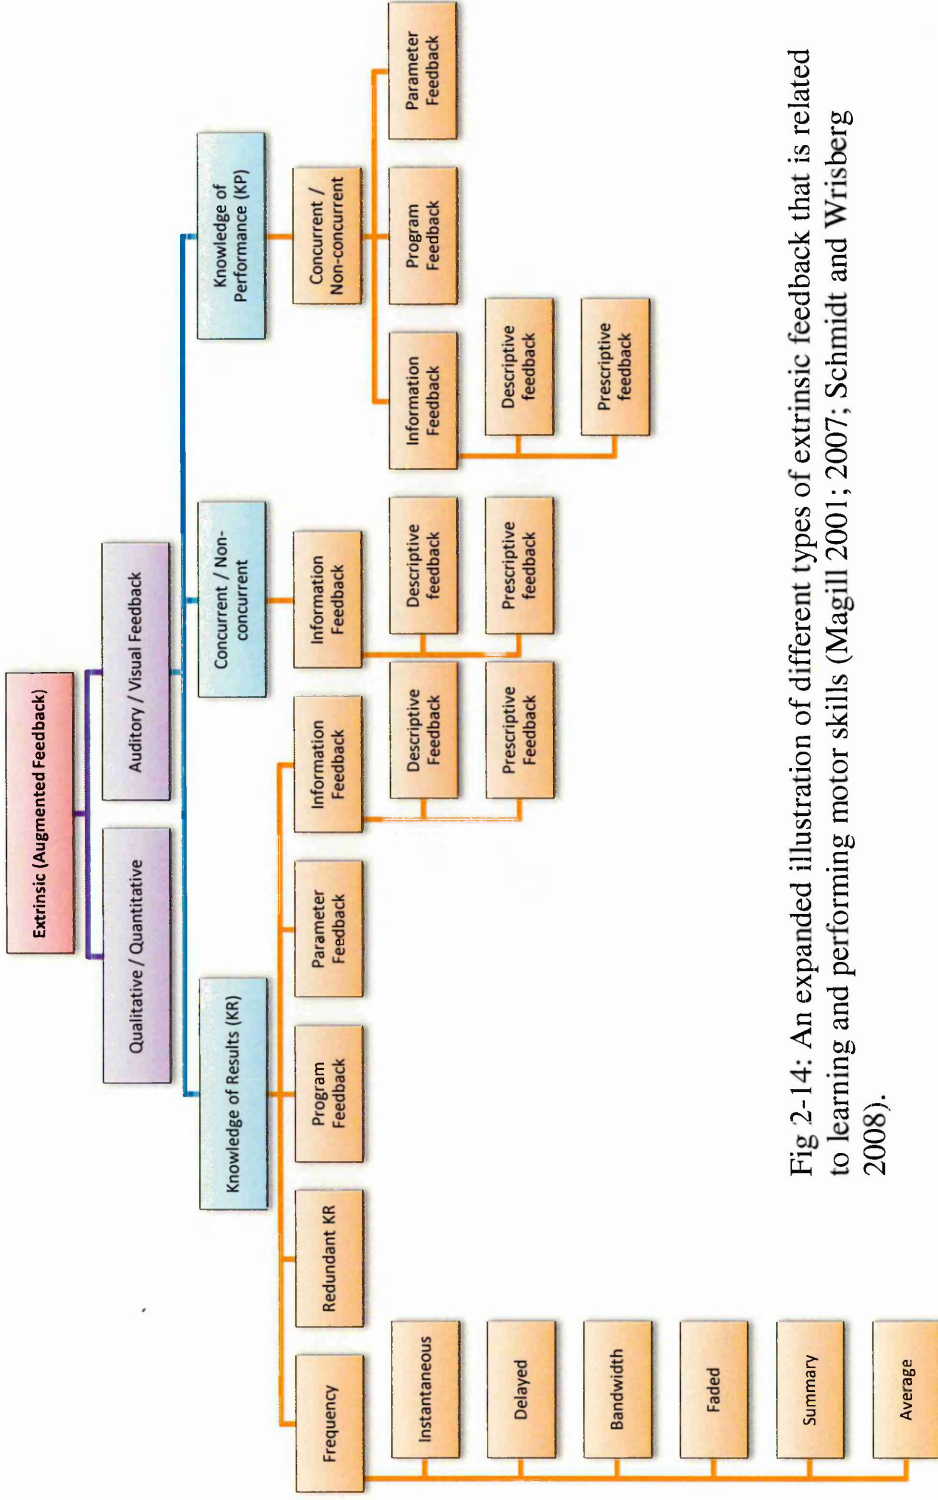 Extrinsic (Augmented Feedback)
Qualitative / Quantitative
Auditory / Visual Feedback
Knowledge of Results (KR)
Concurrent / Non-
concurrent
Knowledge of
Performance (KP)
Frequency
Redundant KR
Program
Feedback
Parameter
Feedback
Information
Feedback
Information
Feedback
Concurrent /
Non-concurrent
Instantaneous
Delayed
Bandwidth
Faded
Summary
Average
Descriptive
Feedback
Prescriptive
Feedback
Descriptive
feedback
Prescriptive
feedback
Information
Feedback
Program
Feedback
Parameter
Feedback
Descriptive
feedback
Prescriptive
feedback
Fig 2-14: An expanded illustration of different types of extrinsic feedback that is related
to learning and performing motor skills (Magill 2001; 2007; Schmidt and Wrisberg
2008).